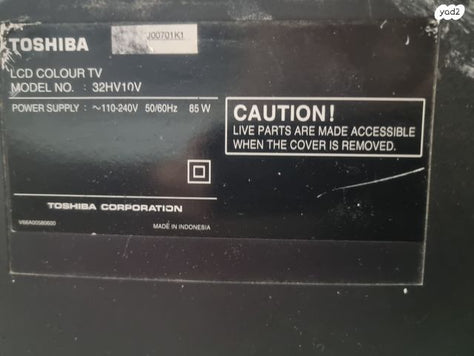 yad2
TOSHIBA
J00701K1
LCD COLOUR TV
MODEL NO. : 32HV10V
POWER SUPPLY : ~110-240V 50/60Hz 85 W
CAUTION!
LIVE PARTS ARE MADE ACCESSIBLE
WHEN THE COVER IS REMOVED.
TOSHIBA CORPORATION
V66A00580600
MADE IN INDONESIA